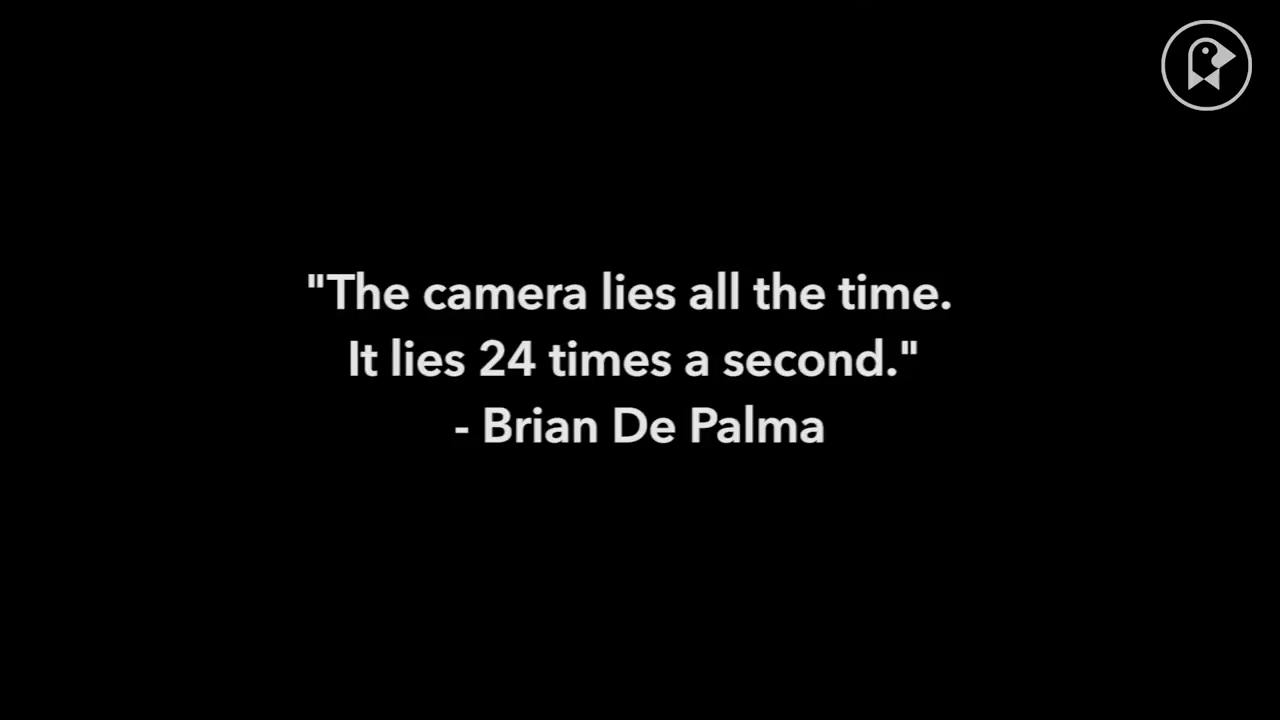 "The camera lies all the time.
It lies 24 times a second."
- Brian De Palma